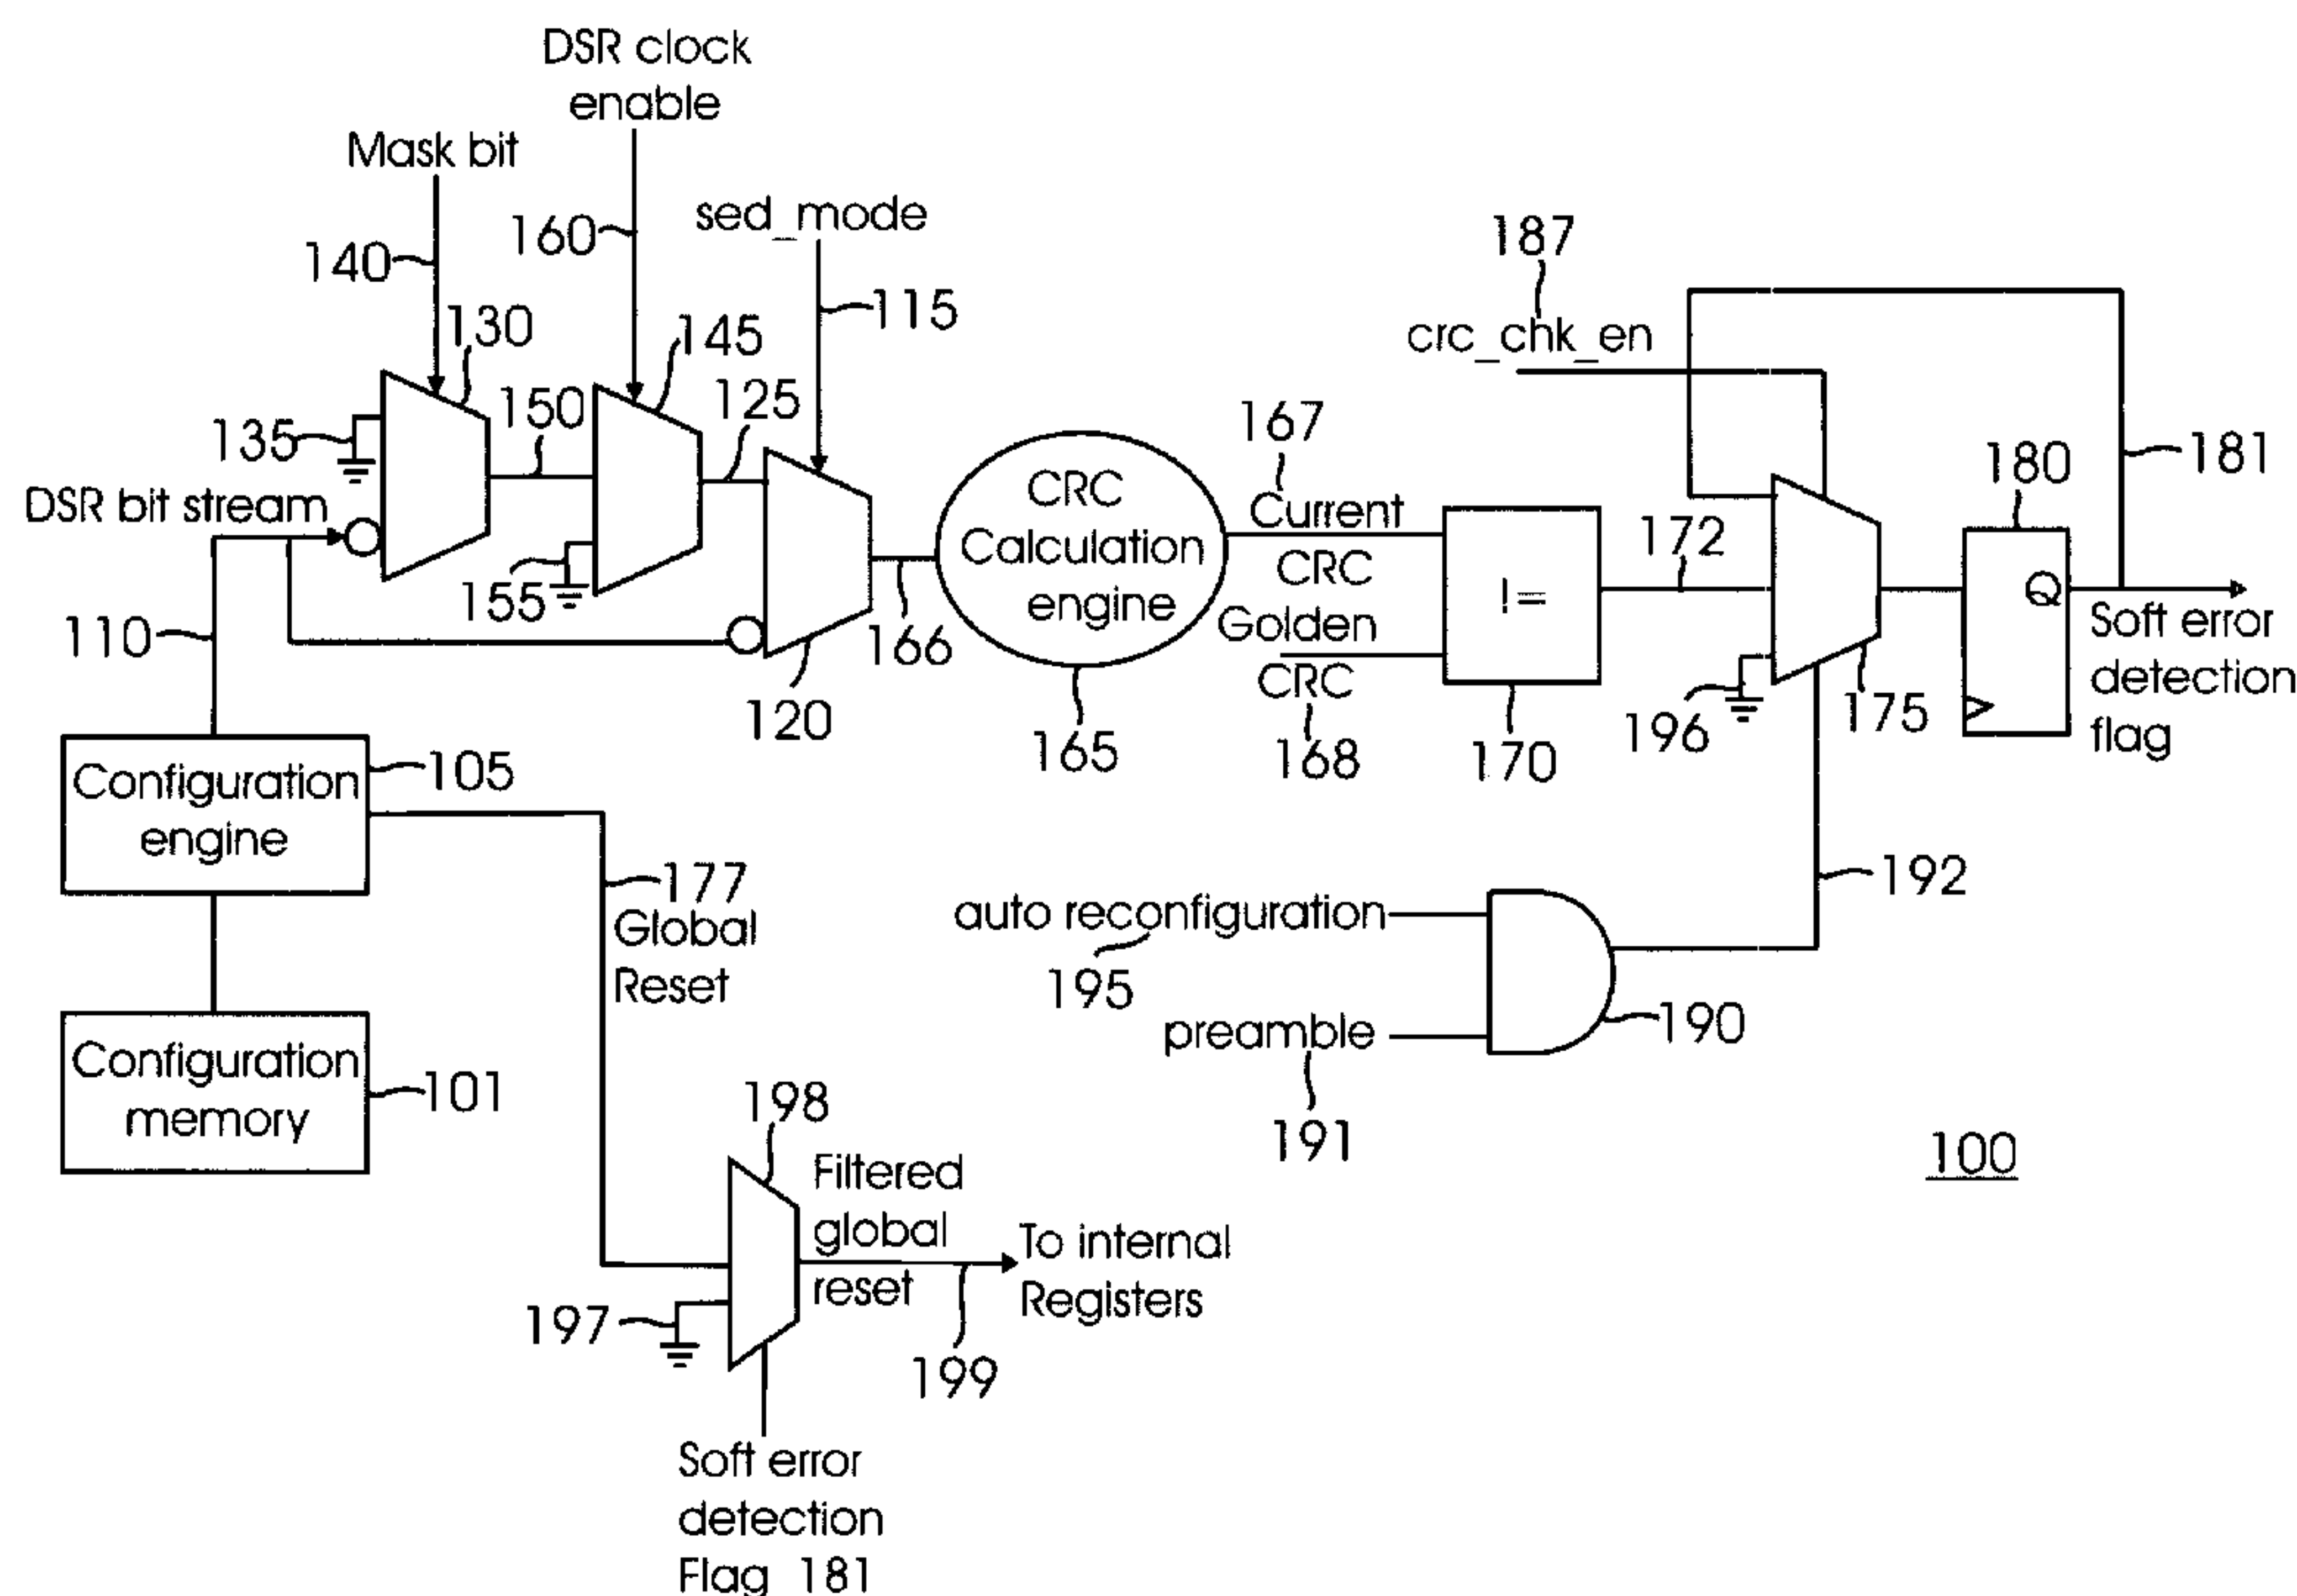 DSR clock
enable
Mask bit
sed_mode
160
140
187
115
130
crc_chk_en
145
150
125
135
167
181
180
DSR bit stream
CRC
Calculation
engine
Current
CRC
Golden
CRC
172
!=
Q
155
110
166
Soft error
detection
flag
120
196
175
165
168
170
Configuration
engine
105
177
Global
Reset
192
auto reconfiguration
195
preamble
190
191
Configuration
memory
101
198
Filtered
global
reset
To internal
Registers
197
199
100
Soft error
detection
Flag 181